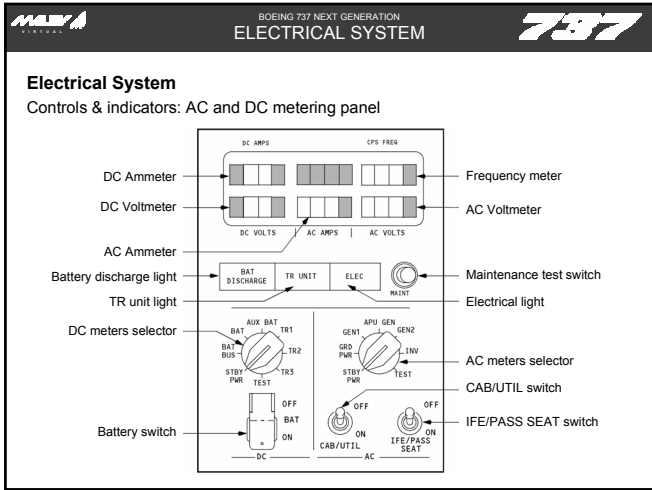 MALEV
VIRTUAL
BOEING 737 NEXT GENERATION
ELECTRICAL SYSTEM
737
Electrical System
Controls & indicators: AC and DC metering panel
DC AMPS
CPS FREQ
DC Ammeter
Frequency meter
DC Voltmeter
AC Voltmeter
DC VOLTS
AC AMPS
AC VOLTS
AC Ammeter
Battery discharge light
BAT
DISCHARGE
TR UNIT
ELEC
Maintenance test switch
MAINT
TR unit light
Electrical light
DC meters selector
AUX BAT
BAT
TR1
BAT
BUS
TR2
STBY
PWR
TR3
TEST
APU GEN
GEN1
GEN2
GRD
PWR
INV
STBY
PWR
TEST
AC meters selector
CAB/UTIL switch
OFF
BAT
ON
Battery switch
OFF
ON
CAB/UTIL
OFF
ON
IFE/PASS
SEAT
IFE/PASS SEAT switch
DC
AC